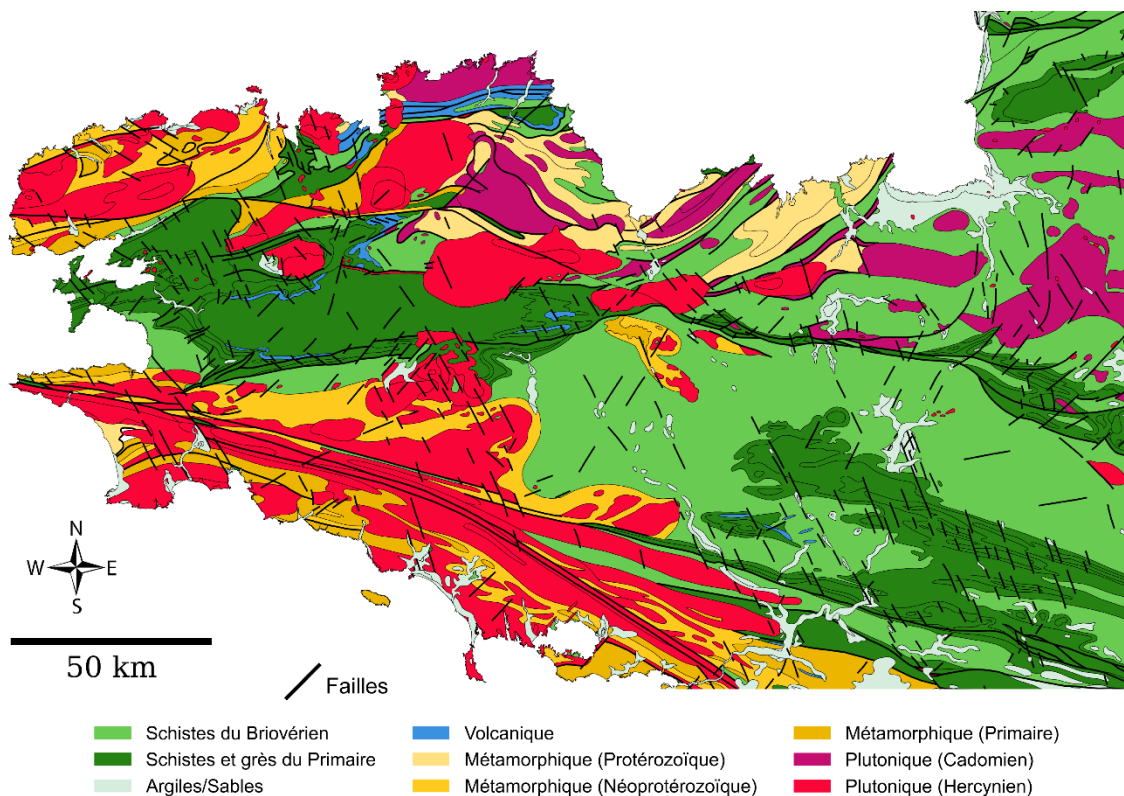 N
W E
S
50 km
Failles
Schistes du Briovérien
Schistes et grès du Primaire
Argiles/Sables
Volcanique
Métamorphique (Protérozoïque)
Métamorphique (Néoprotérozoïque)
Métamorphique (Primaire)
Plutonique (Cadomien)
Plutonique (Hercynien)